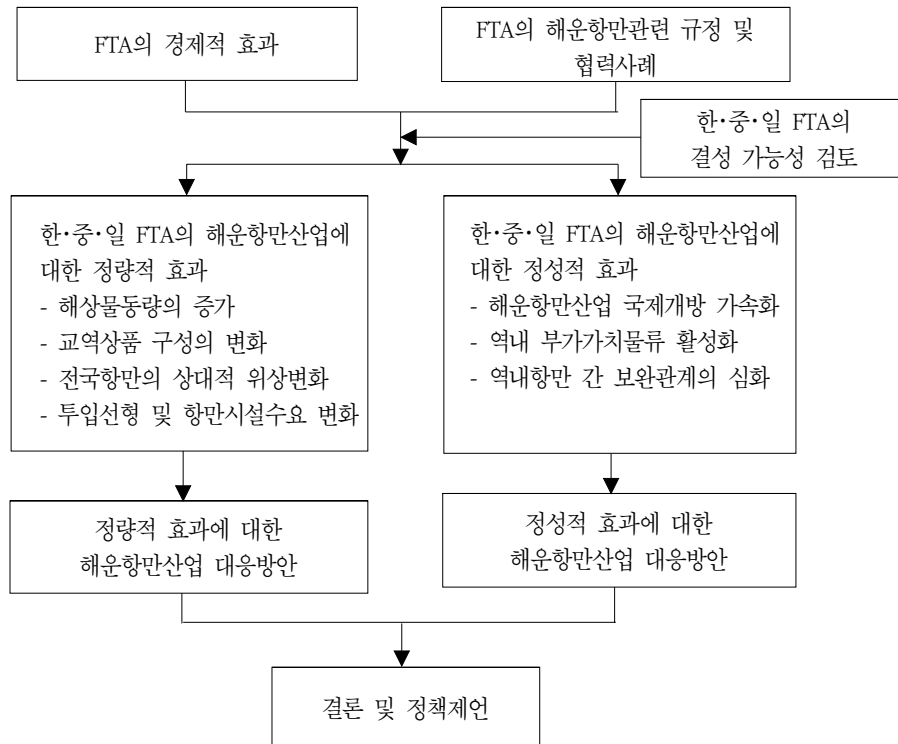 FTA의 경제적 효과
FTA의 해운항만관련 규정 및
협력사례
한·중·일 FTA의
결성 가능성 검토
한·중·일 FTA의 해운항만산업에
대한 정량적 효과
- 해상물동량의 증가
- 교역상품 구성의 변화
- 전국항만의 상대적 위상변화
- 투입선형 및 항만시설수요 변화
한·중·일 FTA의 해운항만산업에
대한 정성적 효과
- 해운항만산업 국제개방 가속화
- 역내 부가가치물류 활성화
- 역내항만 간 보완관계의 심화
정량적 효과에 대한
해운항만산업 대응방안
정성적 효과에 대한
해운항만산업 대응방안
결론 및 정책제언